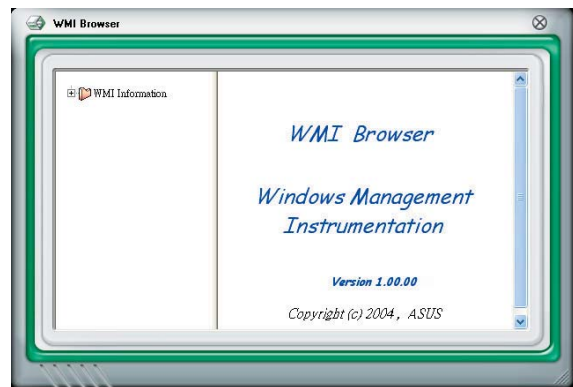 WMI Browser
WMI Information
WMI Browser
Windows Management
Instrumentation
Version 1.00.00
Copyright (c) 2004, ASUS